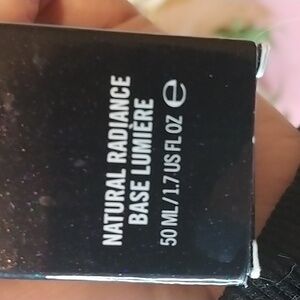 NATURAL RADIANCE
BASE LUMIÈRE
50 ML / 1.7 US FL OZ ℮